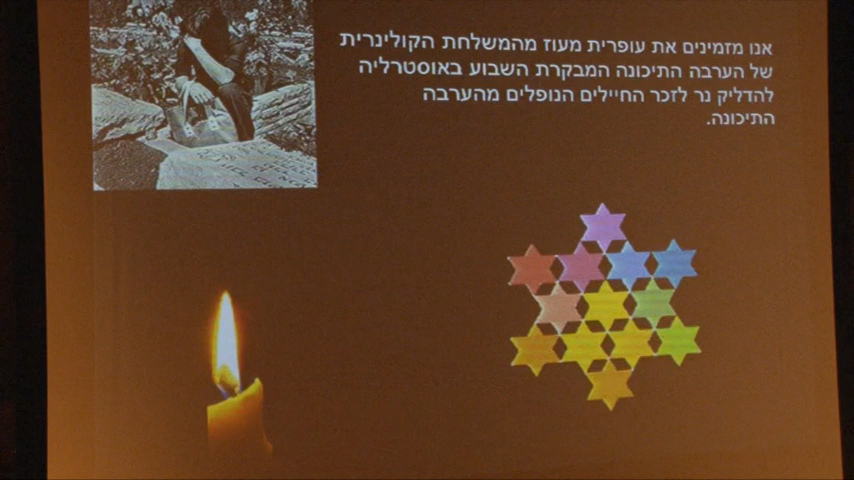 אנו מזמינים את עופרית מעוז מהמשלחת הקולינרית
של הערבה התיכונה המבקרת השבוע באוסטרליה
להדליק נר לזכר החיילים הנופלים מהערבה
התיכונה.